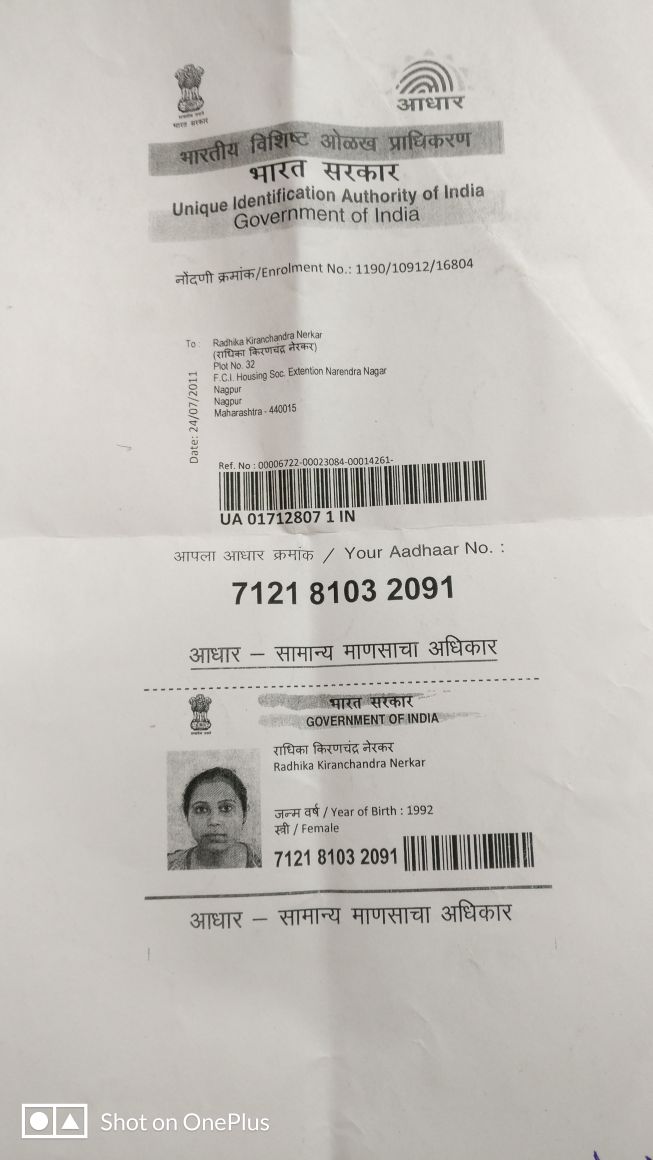 भारत सरकार
आधार
भारतीय विशिष्ट ओळख प्राधिकरण
भारत सरकार
Unique Identification Authority of India
Government of India
नोंदणी क्रमांक/Enrolment No.: 1190/10912/16804
To :
Radhika Kiranchandra Nerkar
(राधिका किरणचंद्र नेरकर)
Plot No. 32
F.C.I. Housing Soc. Extention Narendra Nagar
Nagpur
Nagpur
Maharashtra - 440015
Date: 24/07/2011
Ref. No : 00006722-00023084-00014261-
UA 01712807 1 IN
आपला आधार क्रमांक / Your Aadhaar No. :
7121 8103 2091
आधार – सामान्य माणसाचा अधिकार
भारत सरकार
GOVERNMENT OF INDIA
राधिका किरणचंद्र नेरकर
Radhika Kiranchandra Nerkar
जन्म वर्ष / Year of Birth : 1992
स्त्री / Female
7121 8103 2091
आधार – सामान्य माणसाचा अधिकार
Shot on OnePlus